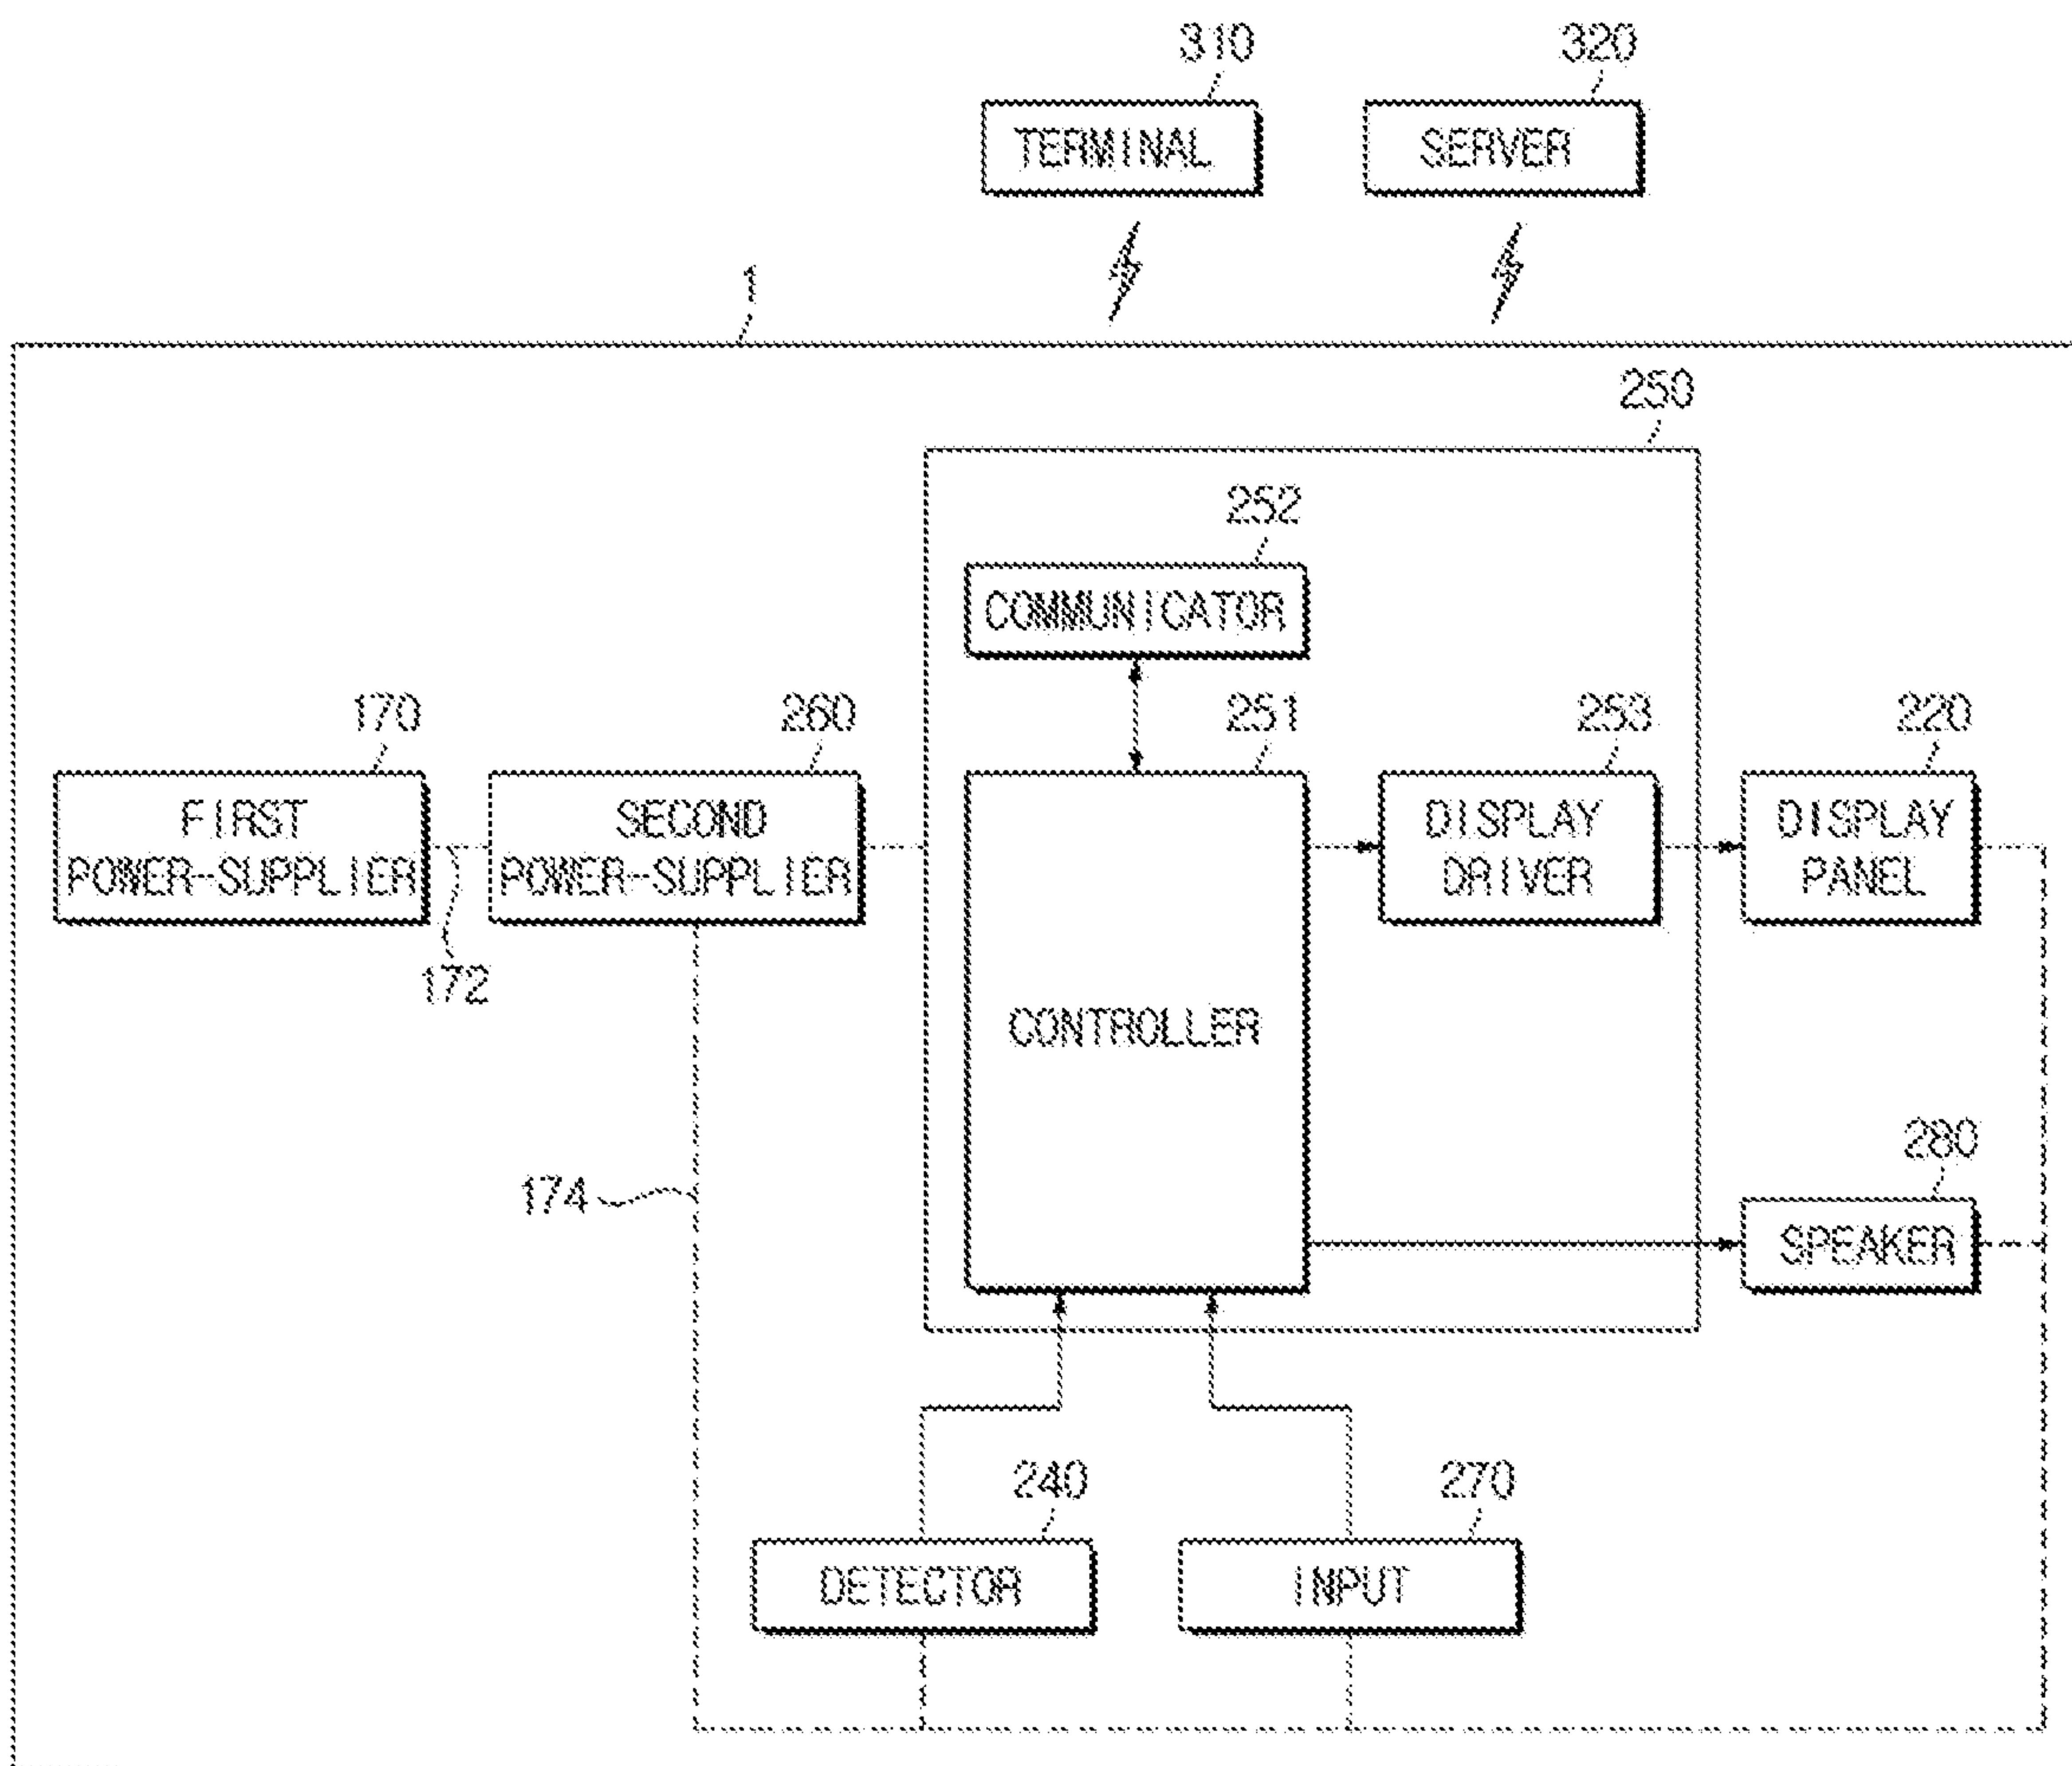 310
320
TERMINAL
SERVER
1
250
252
COMMUNICATOR
170
260
251
253
220
FIRST
POWER-SUPPLIER
SECOND
POWER-SUPPLIER
DISPLAY
DRIVER
DISPLAY
PANEL
172
CONTROLLER
174
280
SPEAKER
240
270
DETECTOR
INPUT